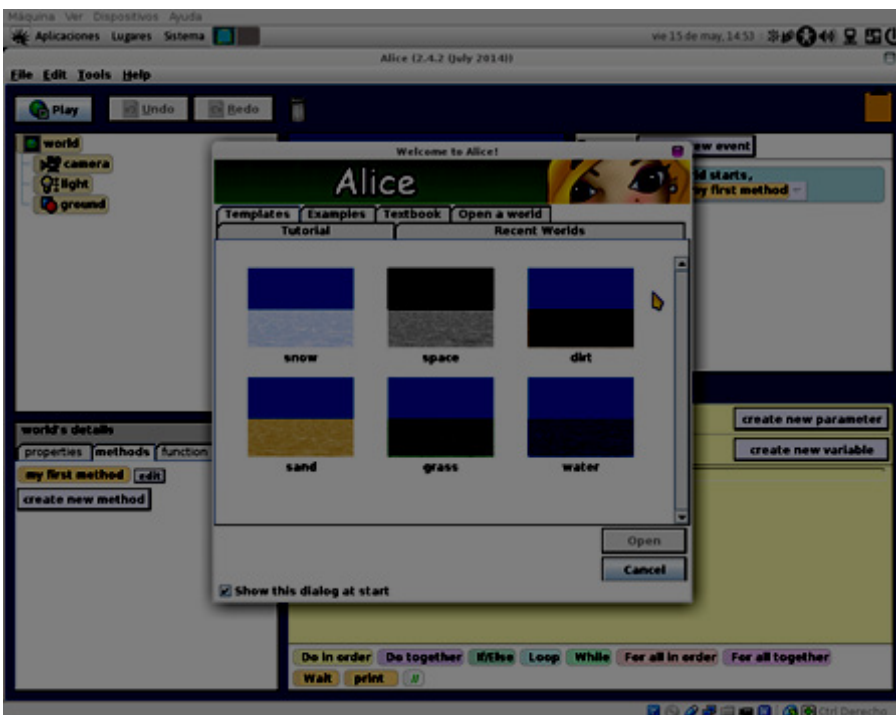 Máquina Ver Dispositivos Ayuda
Aplicaciones Lugares Sistema
vie 15 de may, 14:53
Alice (2.4.2 (July 2014))
File Edit Tools Help
Play Undo Redo
world
camera
light
ground
Welcome to Alice!
Alice
Templates Examples Textbook Open a world
Tutorial Recent Worlds
snow space dirt
sand grass water
Open
Cancel
Show this dialog at start
ew event
ld starts,
my first method
world's details
properties methods function
my first method edit
create new method
create new parameter
create new variable
Do in order Do together If/Else Loop While For all in order For all together
Wait print //
Ctrl Derecho